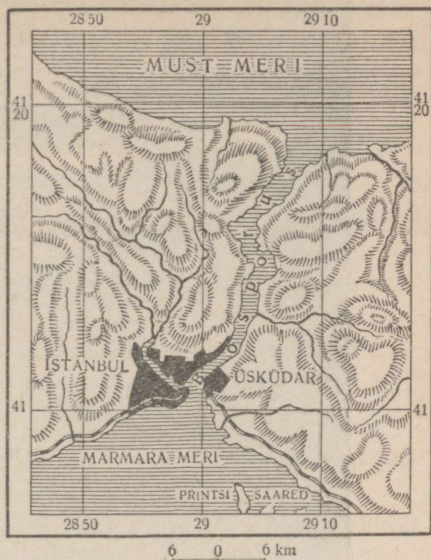 28 50 29 29 10
MUST MERI
41 20 41 20
Bosporus
İSTANBUL ÜSKÜDAR
41 41
MARMARA MERI
PRINTSI SAARED
28 50 29 29 10
6 0 6 km